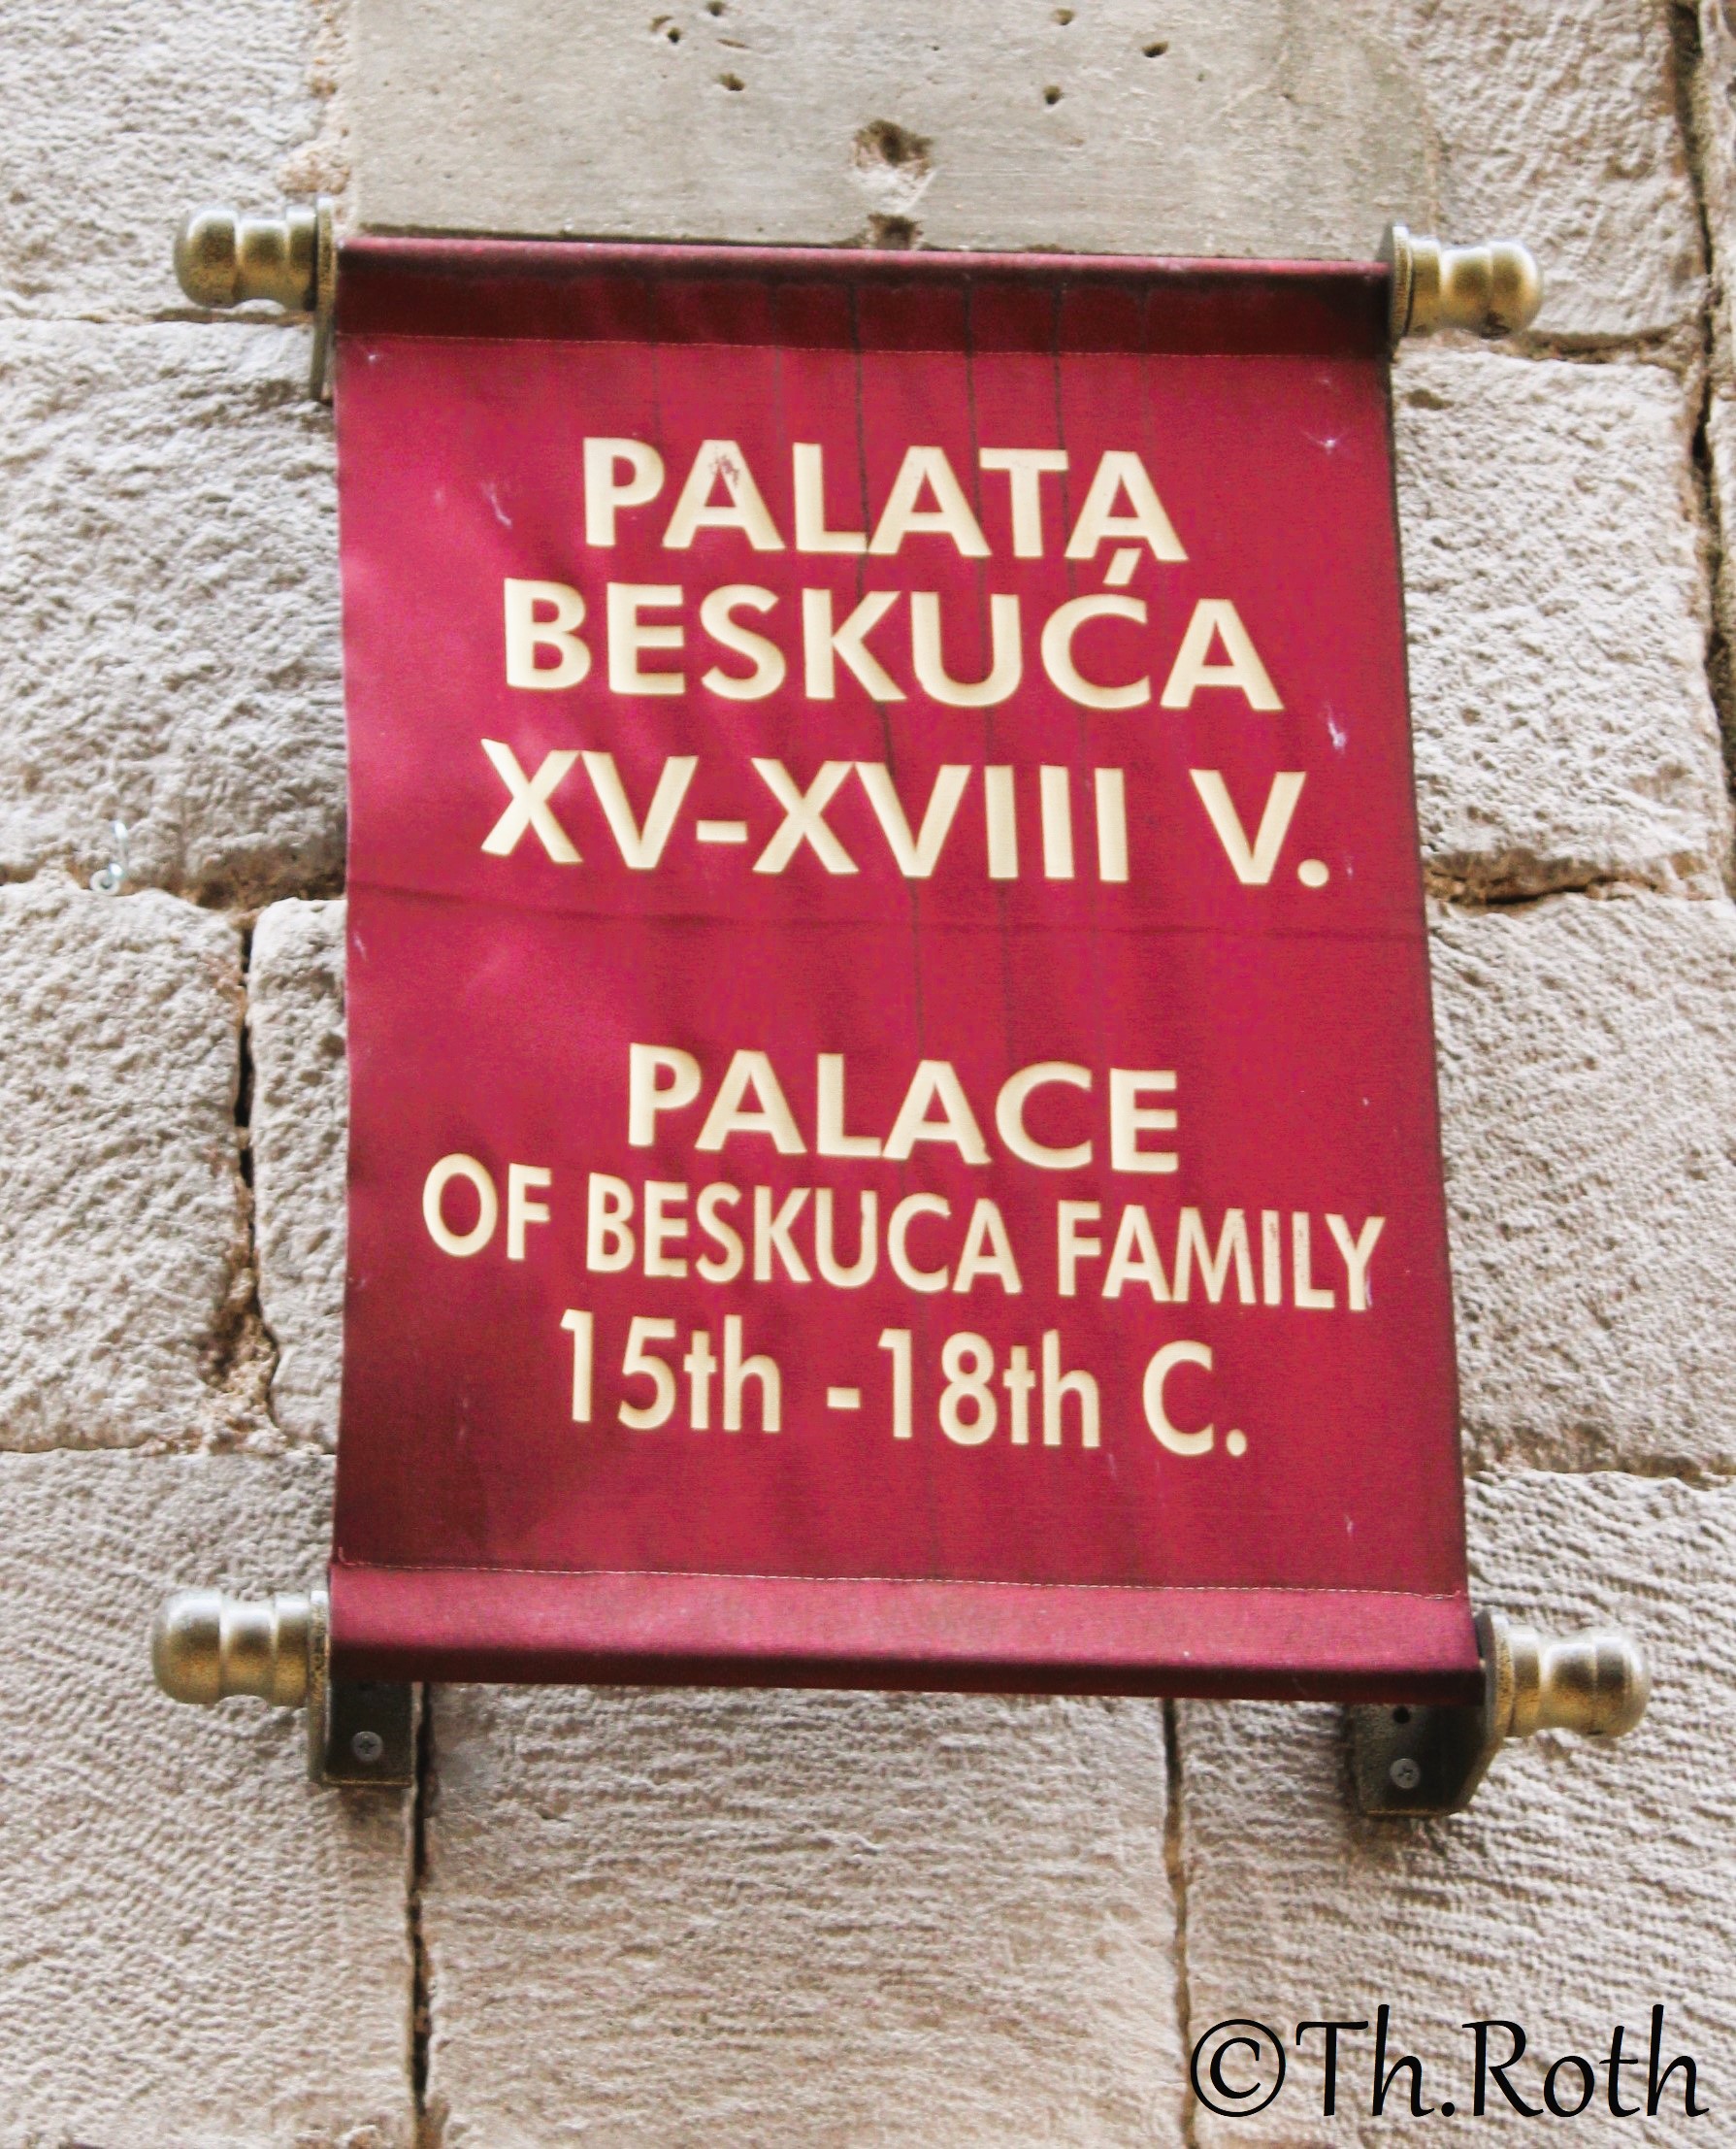 PALATA
BESKUĆA
XV-XVIII V.
PALACE
OF BESKUCA FAMILY
15th -18th C.
©Th.Roth